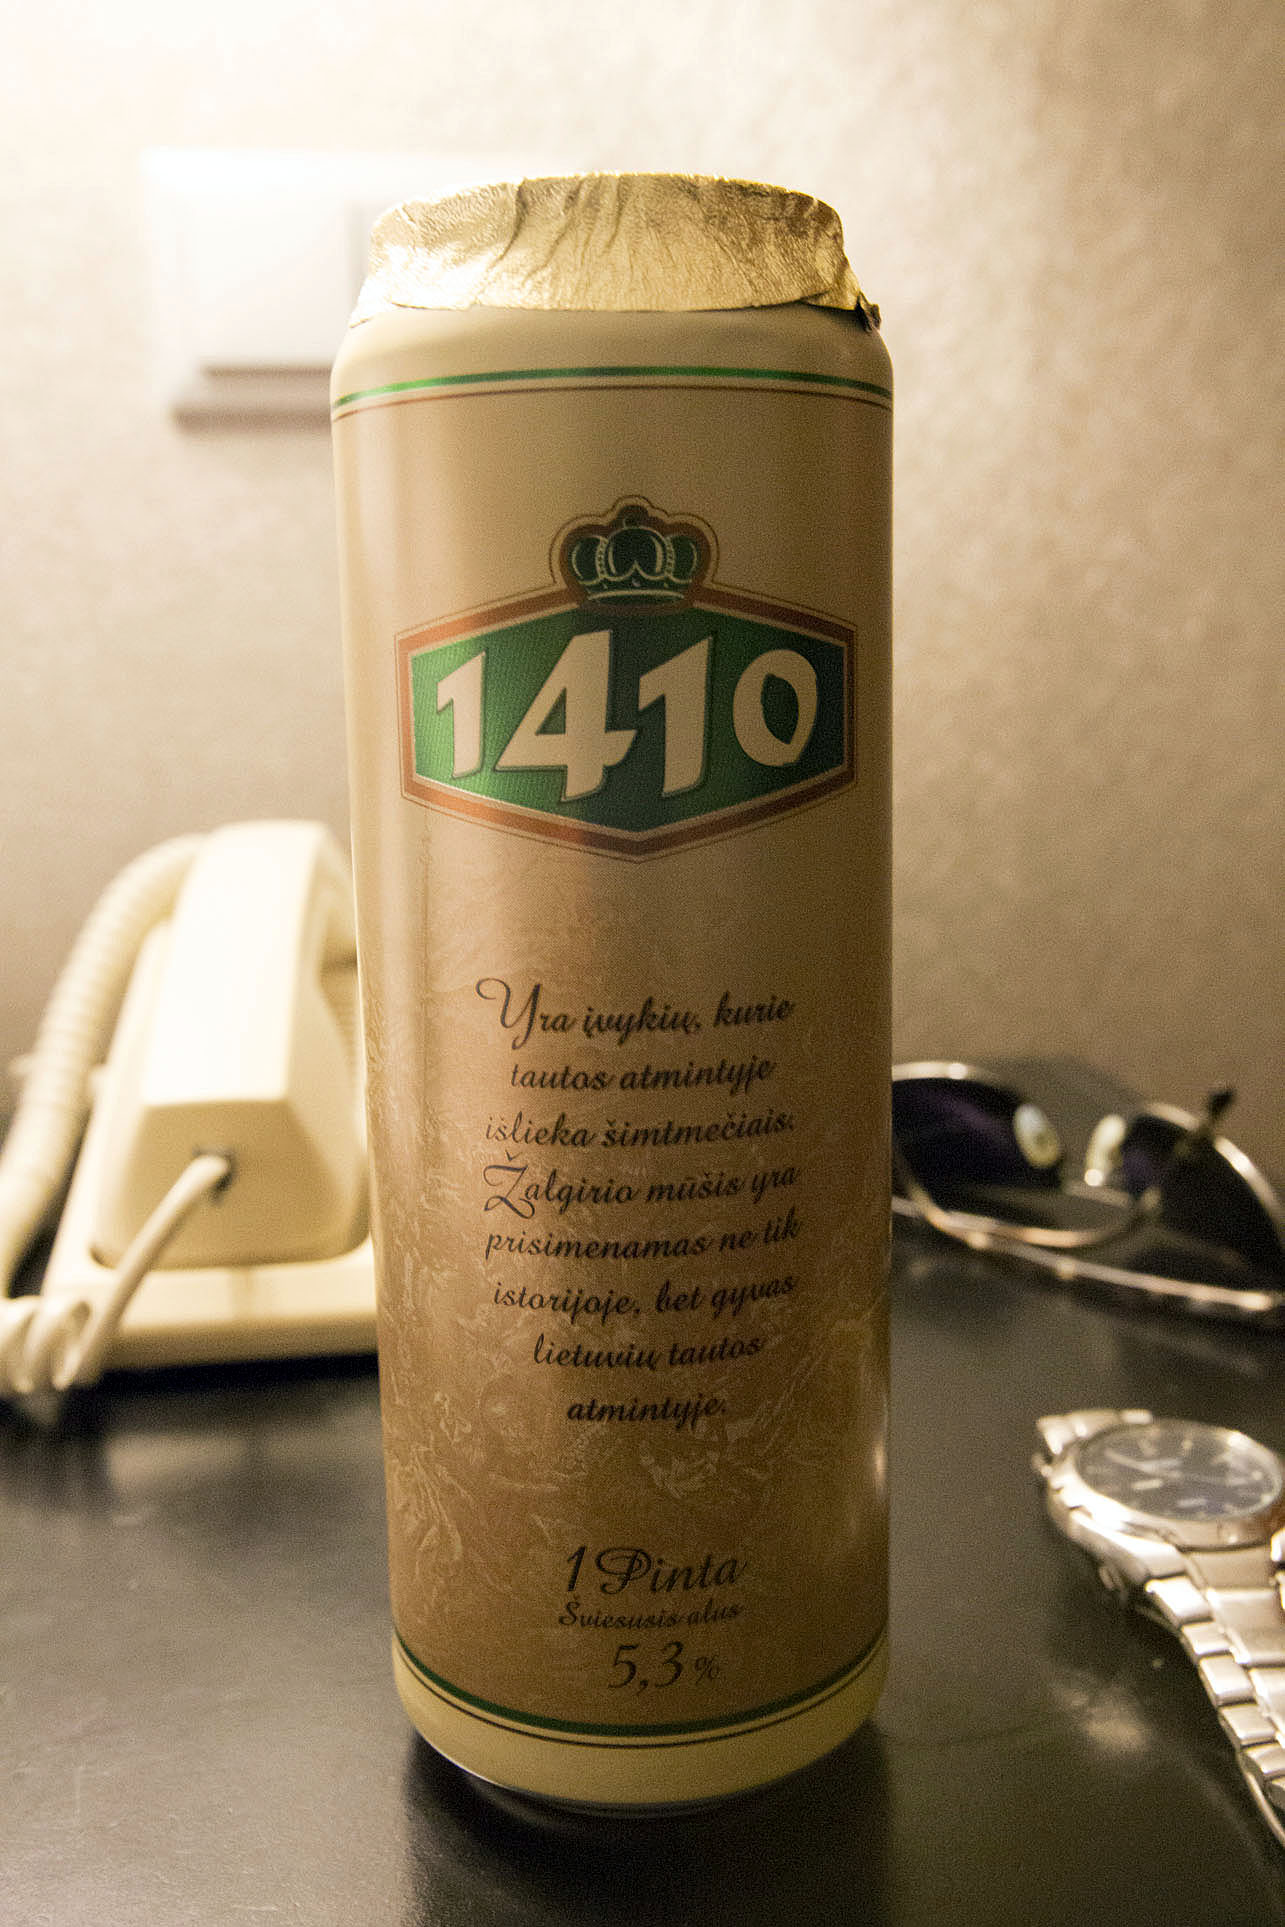 1410
Yra įvykių, kurie
tautos atmintyje
išlieka šimtmečiais.
Žalgirio mūšis yra
prisimenamas ne tik
istorijoje, bet gyvas
lietuvių tautos
atmintyje.
1 Pinta
Šviesusis alus
5,3 %